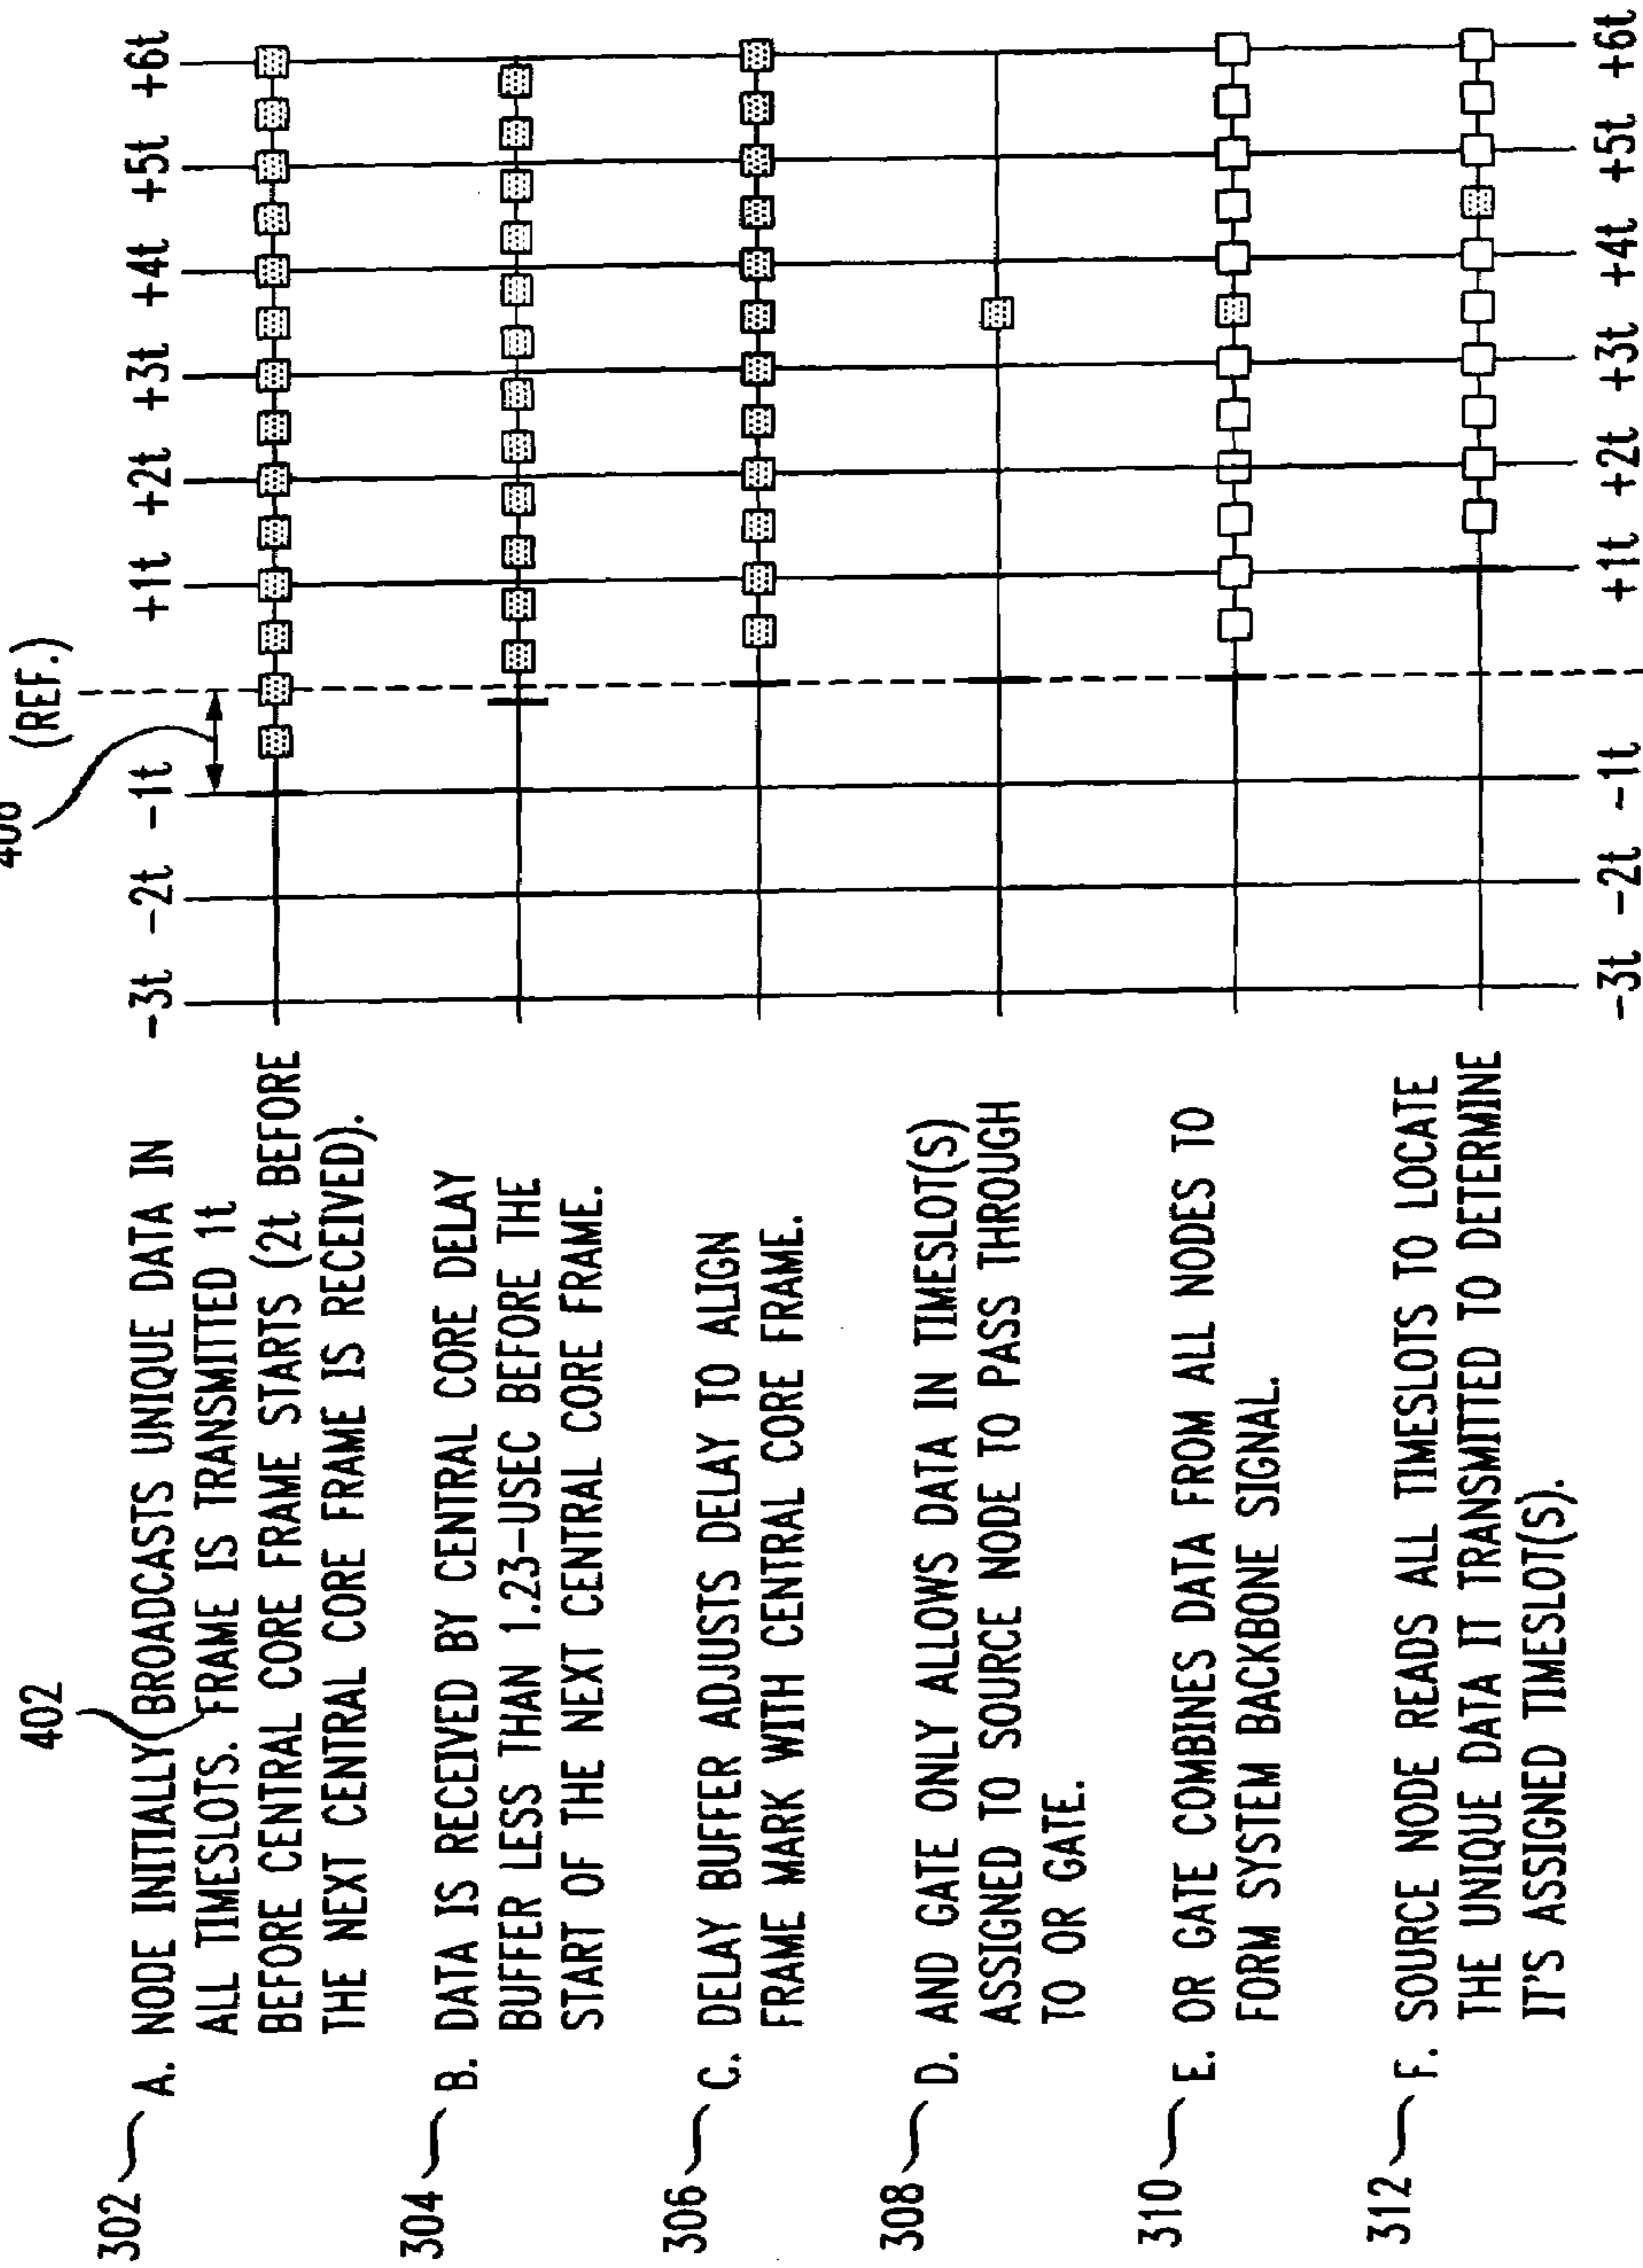 402
302 A. NODE INITIALLY BROADCASTS UNIQUE DATA IN
ALL TIMESLOTS. FRAME IS TRANSMITTED 1t
BEFORE CENTRAL CORE FRAME STARTS (2t BEFORE
THE NEXT CENTRAL CORE FRAME IS RECEIVED).
304 B. DATA IS RECEIVED BY CENTRAL CORE DELAY
BUFFER LESS THAN 1.23-USEC BEFORE THE
START OF THE NEXT CENTRAL CORE FRAME.
306 C. DELAY BUFFER ADJUSTS DELAY TO ALIGN
FRAME MARK WITH CENTRAL CORE FRAME.
308 D. AND GATE ONLY ALLOWS DATA IN TIMESLOT(S)
ASSIGNED TO SOURCE NODE TO PASS THROUGH
TO OR GATE.
310 E. OR GATE COMBINES DATA FROM ALL NODES TO
FORM SYSTEM BACKBONE SIGNAL.
312 F. SOURCE NODE READS ALL TIMESLOTS TO LOCATE
THE UNIQUE DATA IT TRANSMITTED TO DETERMINE
IT'S ASSIGNED TIMESLOT(S).
(REF.)
-3t -2t -1t +1t +2t +3t +4t +5t +6t
-3t -2t -1t +1t +2t +3t +4t +5t +6t